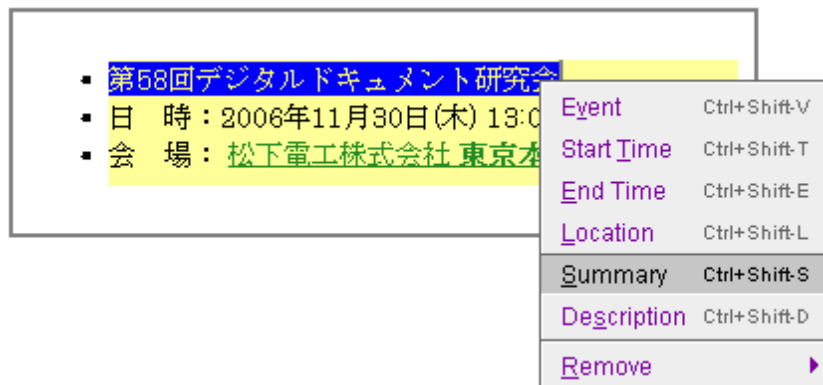 第58回デジタルドキュメント研究会
日　時：2006年11月30日(木) 13:0
会　場： 松下電工株式会社 東京本
Event Ctrl+Shift-V
Start Time Ctrl+Shift-T
End Time Ctrl+Shift-E
Location Ctrl+Shift-L
Summary Ctrl+Shift-S
Description Ctrl+Shift-D
Remove